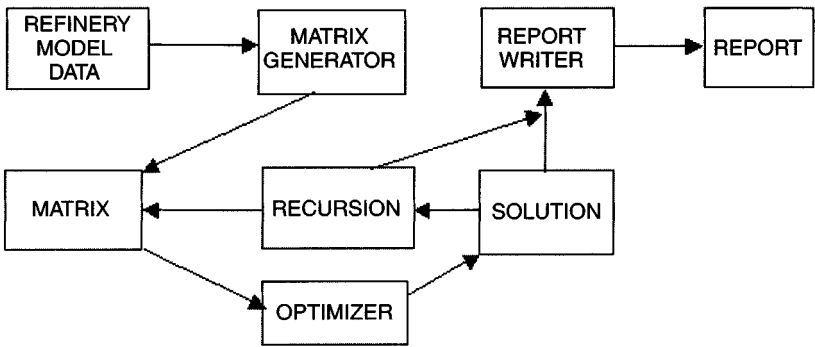 REFINERY
MODEL
DATA
MATRIX
GENERATOR
REPORT
WRITER
REPORT
MATRIX
RECURSION
SOLUTION
OPTIMIZER